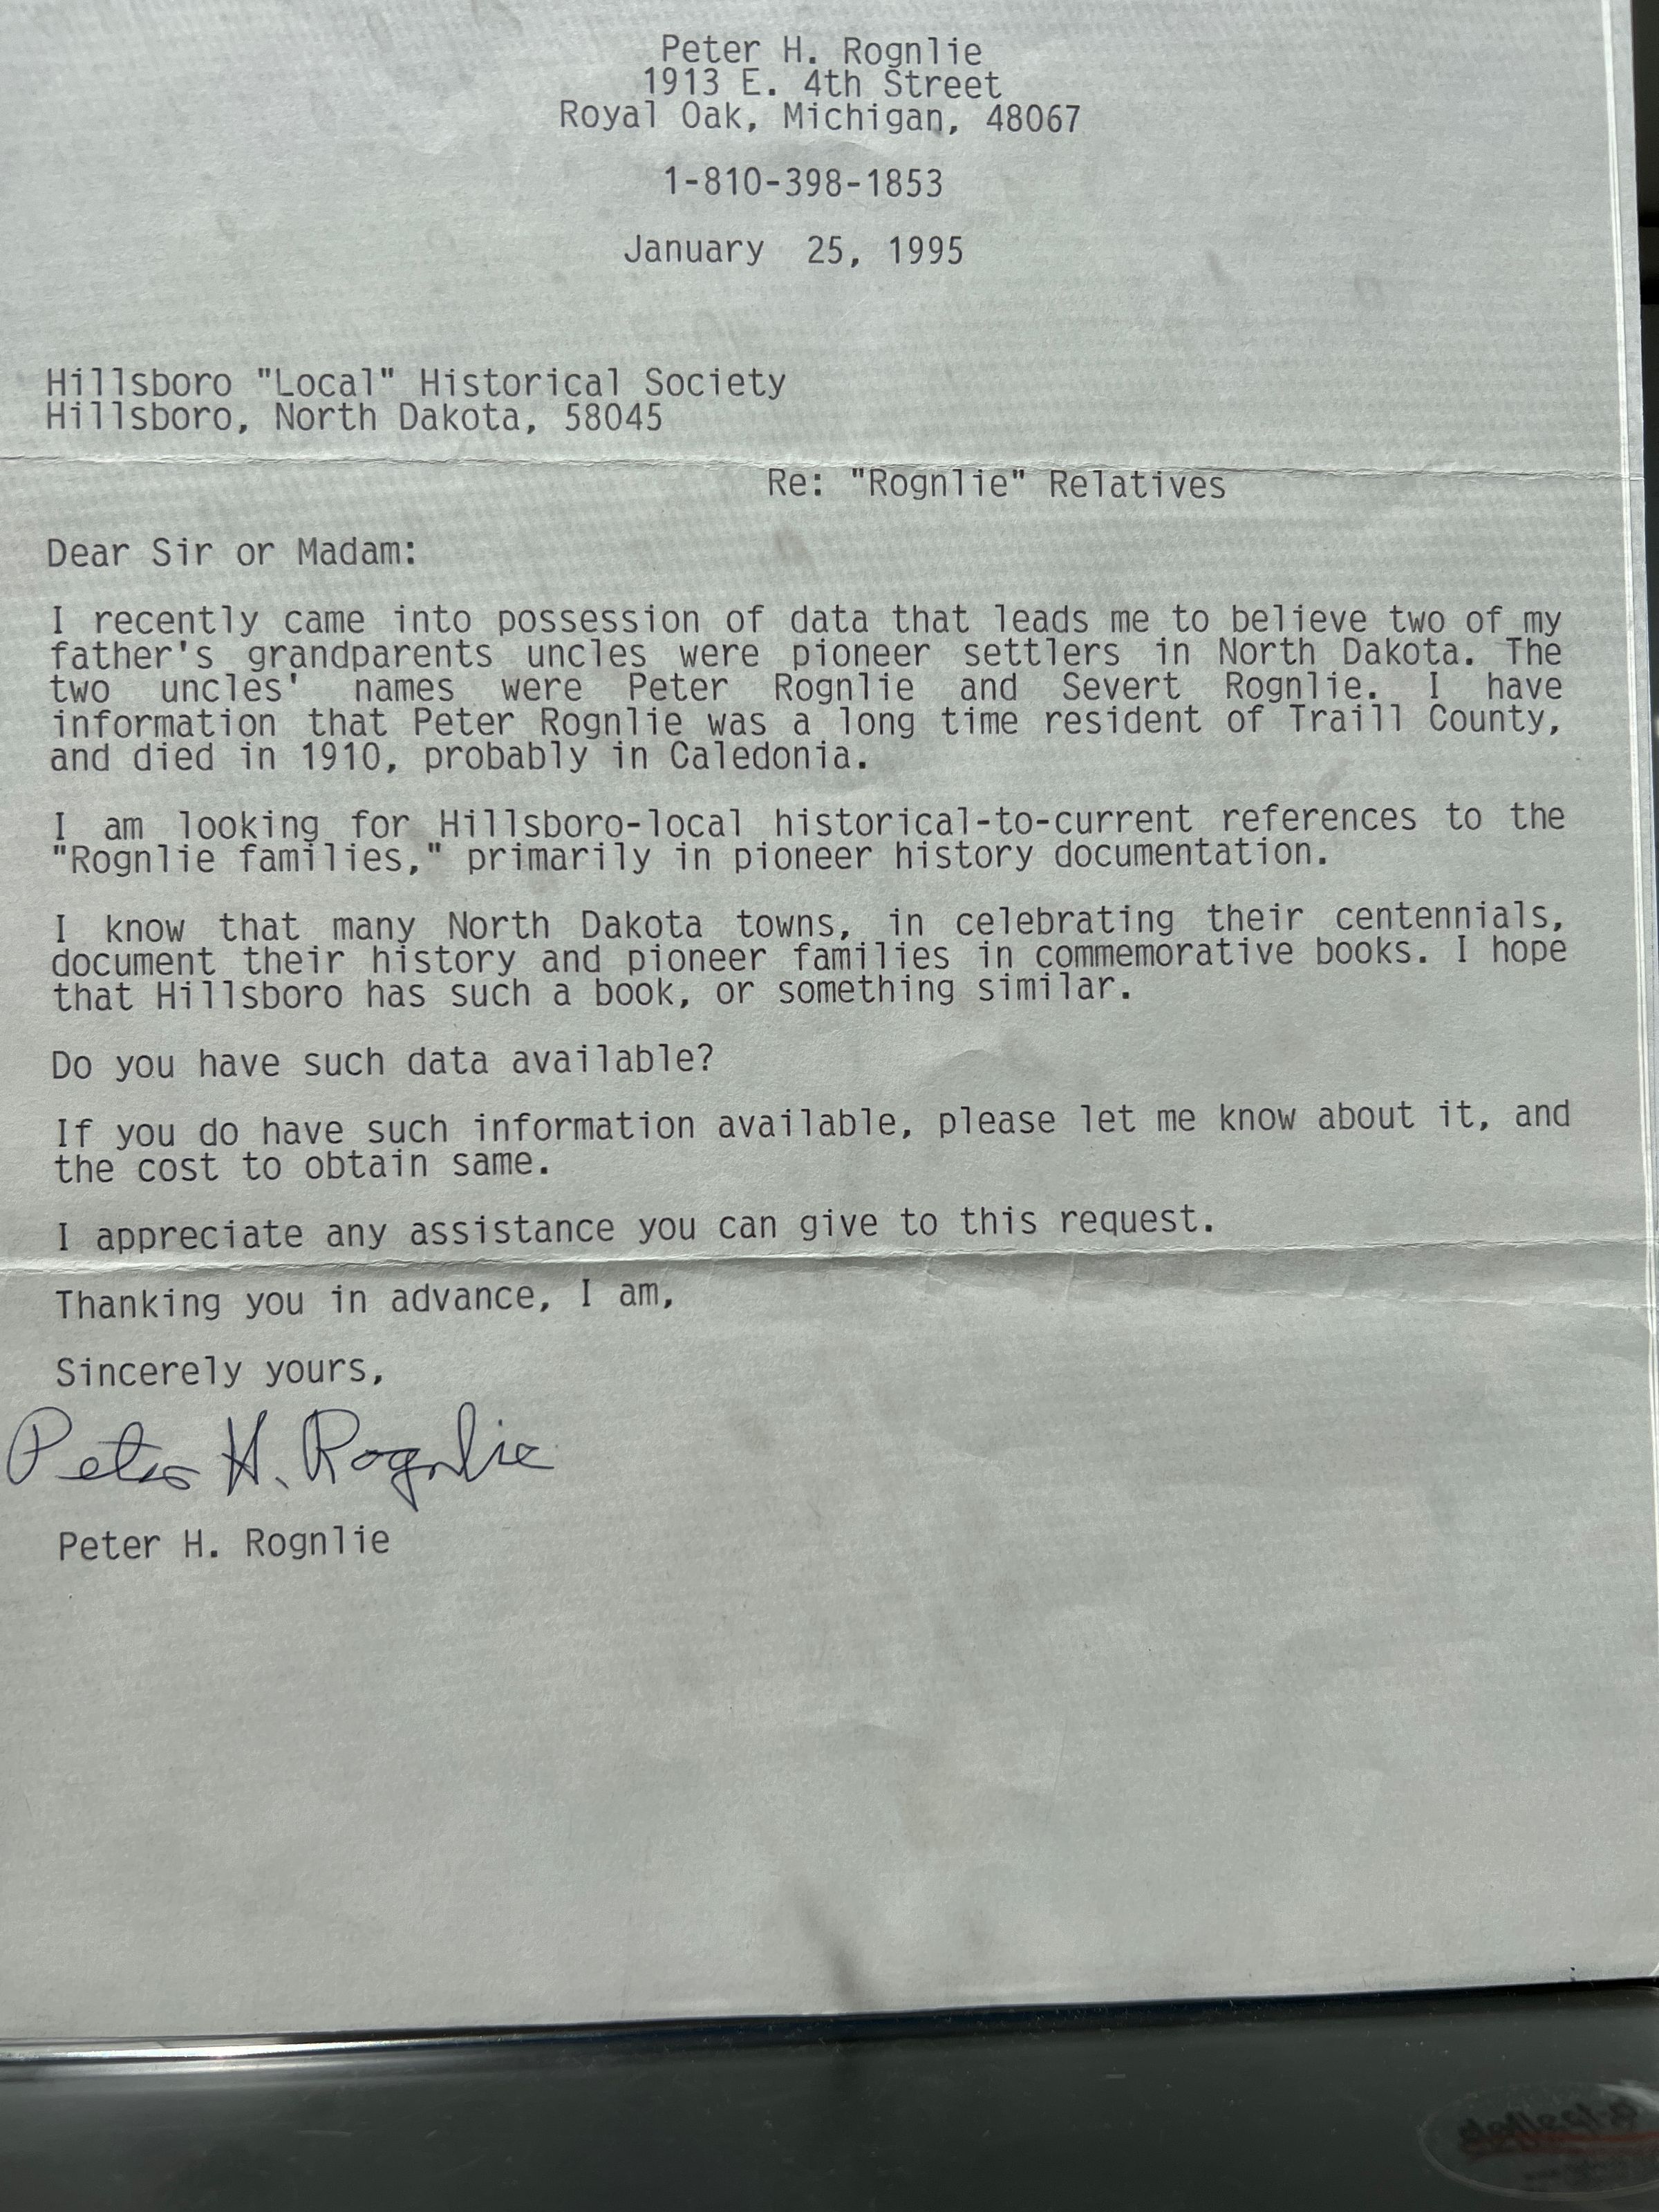 Peter H. Rognlie
1913 E. 4th Street
Royal Oak, Michigan, 48067
1-810-398-1853
January 25, 1995
Hillsboro "Local" Historical Society
Hillsboro, North Dakota, 58045
Re: "Rognlie" Relatives
Dear Sir or Madam:
I recently came into possession of data that leads me to believe two of my
father's grandparents uncles were pioneer settlers in North Dakota. The
two uncles' names were Peter Rognlie and Severt Rognlie. I have
information that Peter Rognlie was a long time resident of Traill County,
and died in 1910, probably in Caledonia.
I am looking for Hillsboro-local historical-to-current references to the
"Rognlie families," primarily in pioneer history documentation.
I know that many North Dakota towns, in celebrating their centennials,
document their history and pioneer families in commemorative books. I hope
that Hillsboro has such a book, or something similar.
Do you have such data available?
If you do have such information available, please let me know about it, and
the cost to obtain same.
I appreciate any assistance you can give to this request.
Thanking you in advance, I am,
Sincerely yours,
Peter H. Rognlie
Peter H. Rognlie